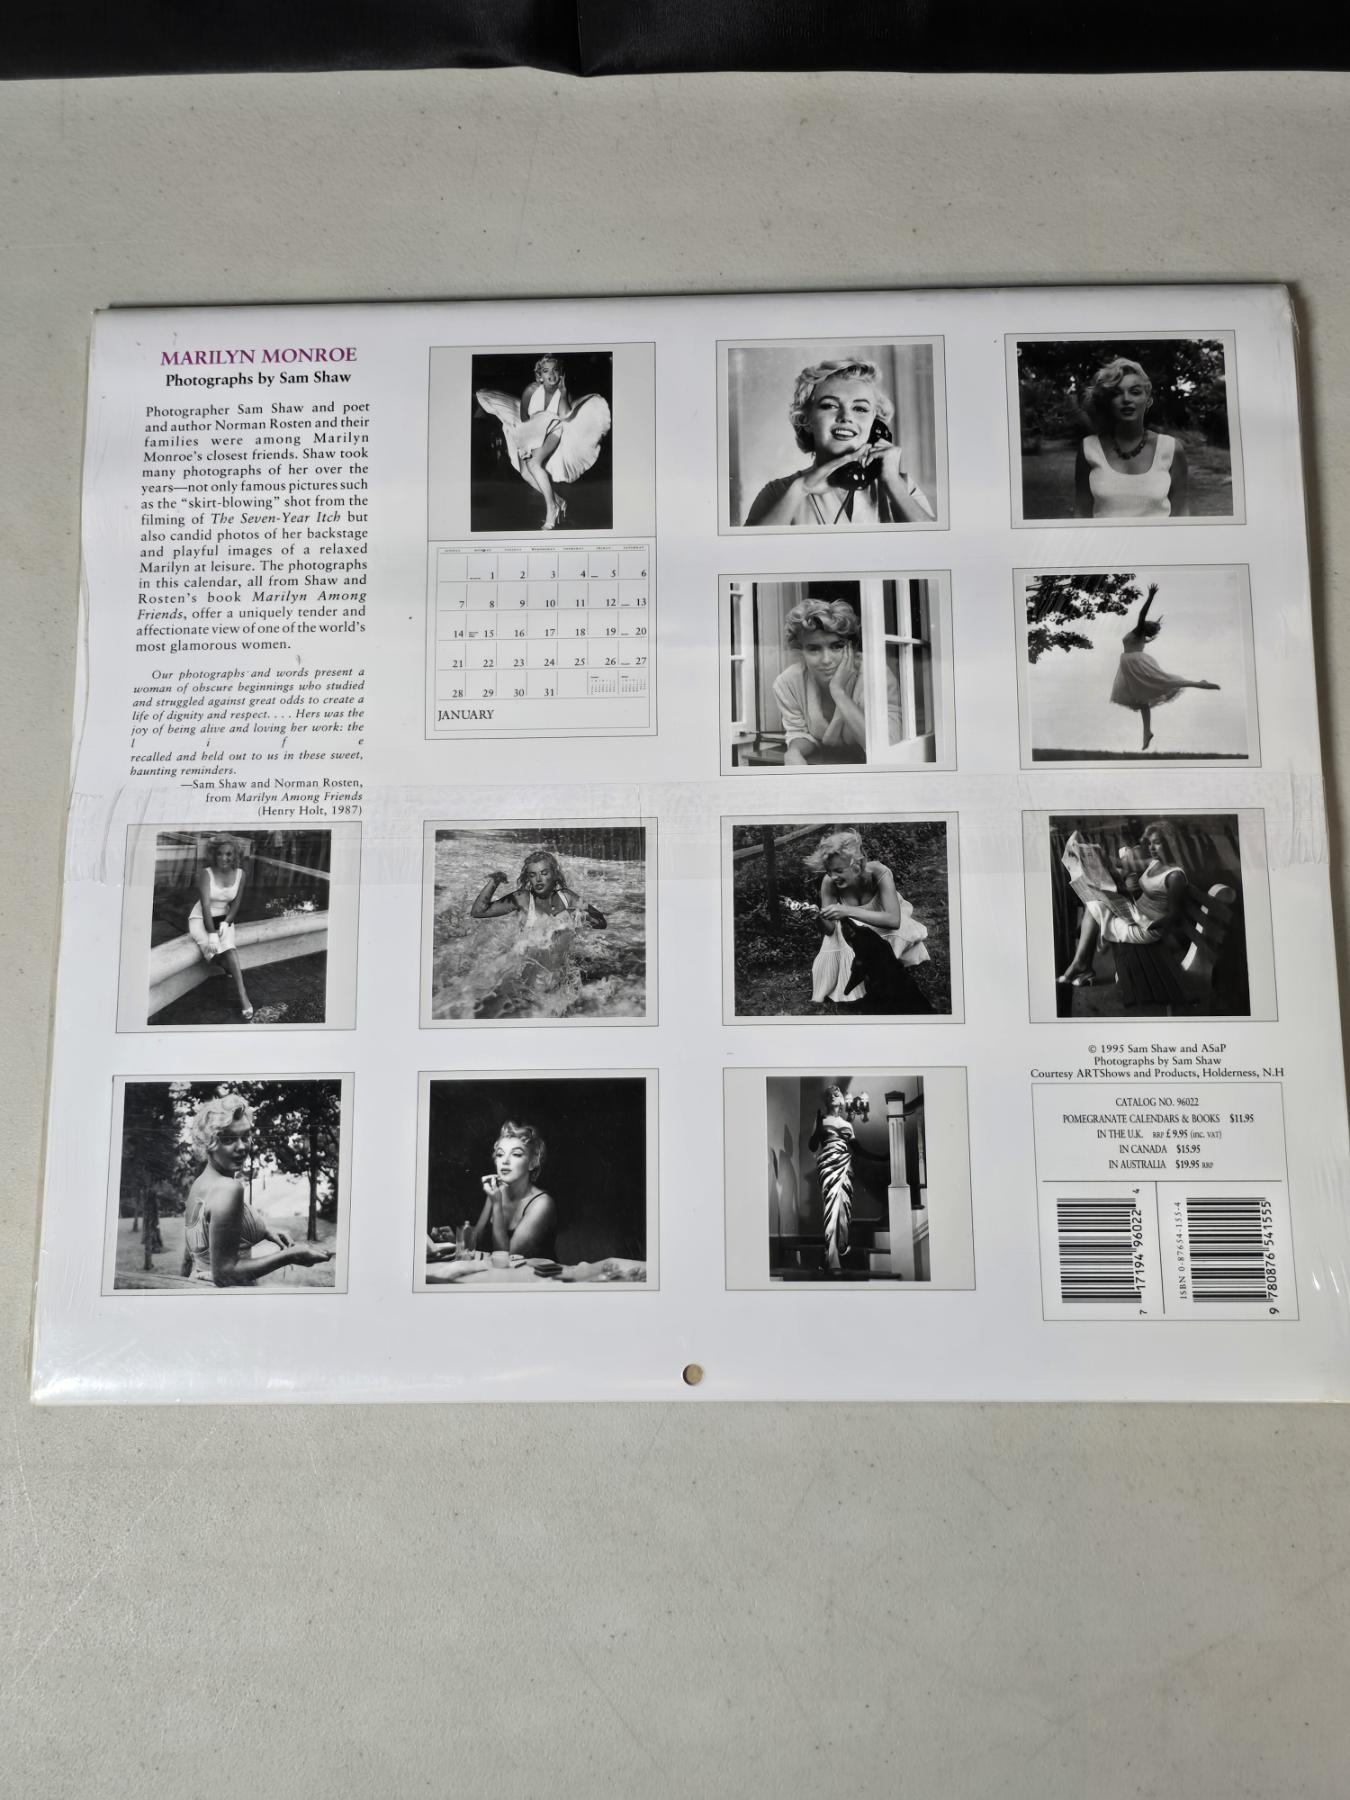 MARILYN MONROE
Photographs by Sam Shaw
Photographer Sam Shaw and poet
and author Norman Rosten and their
families were among Marilyn
Monroe's closest friends. Shaw took
many photographs of her over the
years—not only famous pictures such
as the "skirt-blowing" shot from the
filming of The Seven-Year Itch but
also candid photos of her backstage
and playful images of a relaxed
Marilyn at leisure. The photographs
in this calendar, all from Shaw and
Rosten's book Marilyn Among
Friends, offer a uniquely tender and
affectionate view of one of the world's
most glamorous women.
Our photographs and words present a
woman of obscure beginnings who studied
and struggled against great odds to create a
life of dignity and respect. . . . Hers was the
joy of being alive and loving her work: the
l i f e
recalled and held out to us in these sweet,
haunting reminders.
—Sam Shaw and Norman Rosten,
from Marilyn Among Friends
(Henry Holt, 1987)
1 2 3 4 5 6
7 8 9 10 11 12 13
14 15 16 17 18 19 20
21 22 23 24 25 26 27
28 29 30 31
JANUARY
© 1995 Sam Shaw and ASaP
Photographs by Sam Shaw
Courtesy ARTShows and Products, Holderness, N.H
CATALOG NO. 96022
POMEGRANATE CALENDARS & BOOKS $11.95
IN THE U.K. RRP £9.95 (inc. VAT)
IN CANADA $15.95
IN AUSTRALIA $19.95 RRP
7 17194 96022 4
ISBN 0-87654-155-4
9 780876 541555